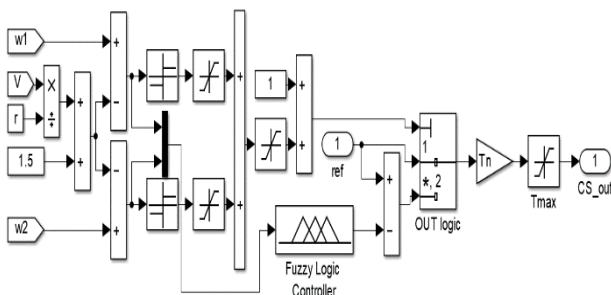 w1
V
r
×
÷
1.5
w2
+
-
+
+
-
+
+
+
1
+
+
1
ref
+
-
Fuzzy Logic
Controller
1
*, 2
OUT logic
Tn
Tmax
1
CS_out